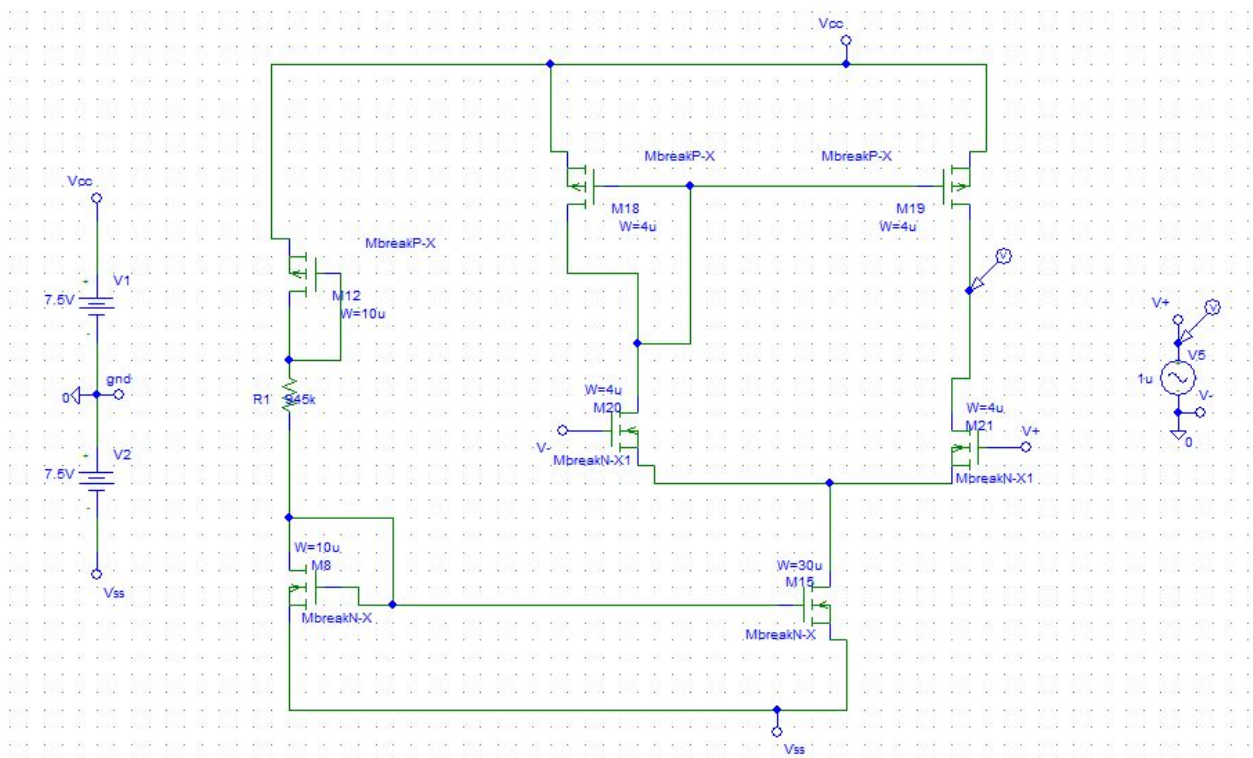 Vcc
MbreakP-X
MbreakP-X
M18
W=4u
M19
W=4u
Vcc
V1
7.5V
+
-
MbreakP-X
M12
W=10u
V
V+
V
V5
1u
V-
0
gnd
0
R1
945k
W=4u
M20
V-
MbreakN-X1
W=4u
M21
V+
MbreakN-X1
V2
7.5V
+
-
W=10u
M8
MbreakN-X
W=30u
M15
MbreakN-X
Vss
Vss